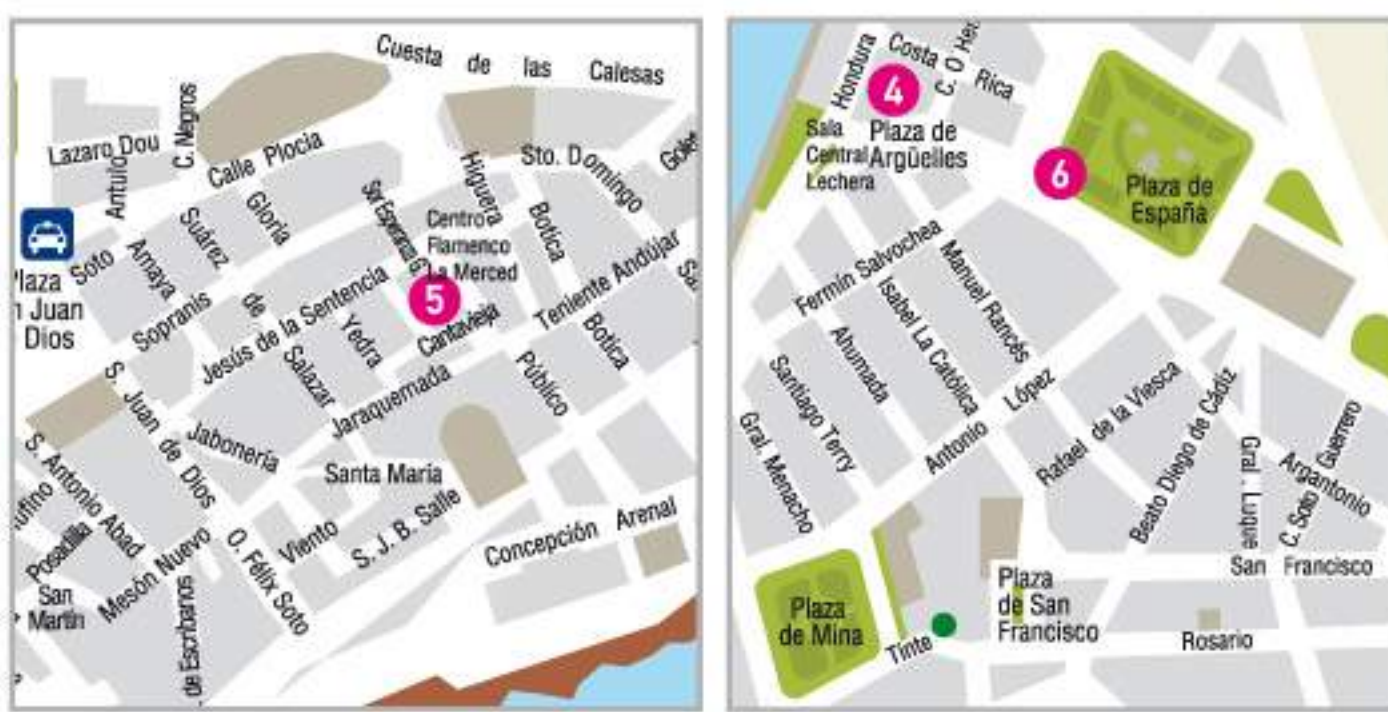 Cuesta de las Calesas
Lazaro Dou
C. Negros
Calle Plocia
Antulo
Suárez
Gloria
Sor Esperanza G.
Higuera
Sto. Domingo
Centro
Flamenco
La Merced
Botica
Plaza
Juan
Dios
Soto
Amaya
Sopranis
de
Jesús de la Sentencia
5
Yedra
Cantavieja
Teniente Andújar
Botica
Salazar
Jaraquemada
Público
S. Juan de Dios
Jabonería
Santa María
S. Antonio Abad
Posadilla
San
Martín
Mesón Nuevo
O. Félix Soto
Viento
S. J. B. Salle
Concepción Arenal
de Escribanos
Hondura
Costa Rica
4
Sala
Central
Lechera
Plaza de
Argüelles
6
Plaza de
España
Fermín Salvochea
Manuel Rancés
Isabel La Católica
Ahumada
Santiago Terry
Gral. Menacho
Antonio López
Rafael de la Viesca
Beato Diego de Cádiz
Gral. Luque
C. Soto Guerrero
Argantonio
San Francisco
Plaza
de San
Francisco
Plaza
de Mina
Tinte
Rosario